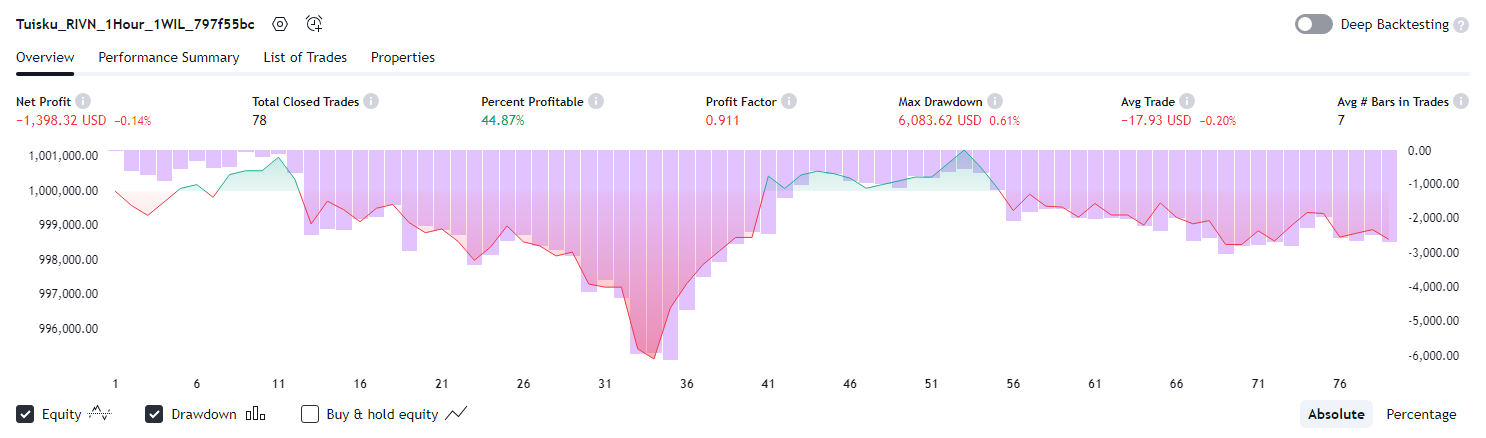 Tuisku_RIVN_1Hour_1WIL_797f55bc
Deep Backtesting ?
Overview Performance Summary List of Trades Properties
Net Profit i Total Closed Trades i Percent Profitable i Profit Factor i Max Drawdown i Avg Trade i Avg # Bars in Trades i
−1,398.32 USD −0.14% 78 44.87% 0.911 6,083.62 USD 0.61% −17.93 USD −0.20% 7
1,001,000.00
1,000,000.00
999,000.00
998,000.00
997,000.00
996,000.00
0.00
-1,000.00
-2,000.00
-3,000.00
-4,000.00
-5,000.00
-6,000.00
1 6 11 16 21 26 31 36 41 46 51 56 61 66 71 76
Equity Drawdown Buy & hold equity Absolute Percentage